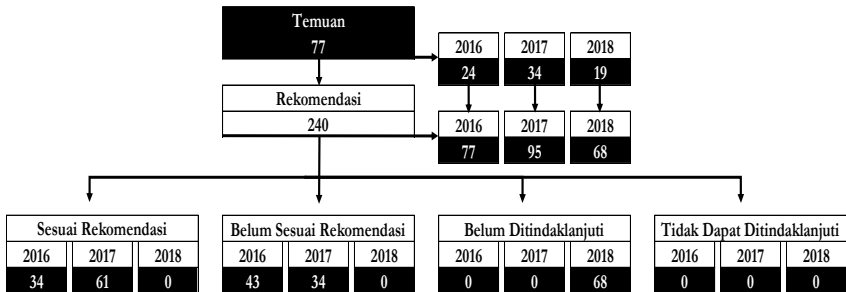 Temuan
77
2016 2017 2018
24 34 19
Rekomendasi
240
2016 2017 2018
77 95 68
Sesuai Rekomendasi
2016 2017 2018
34 61 0
Belum Sesuai Rekomendasi
2016 2017 2018
43 34 0
Belum Ditindaklanjuti
2016 2017 2018
0 0 68
Tidak Dapat Ditindaklanjuti
2016 2017 2018
0 0 0